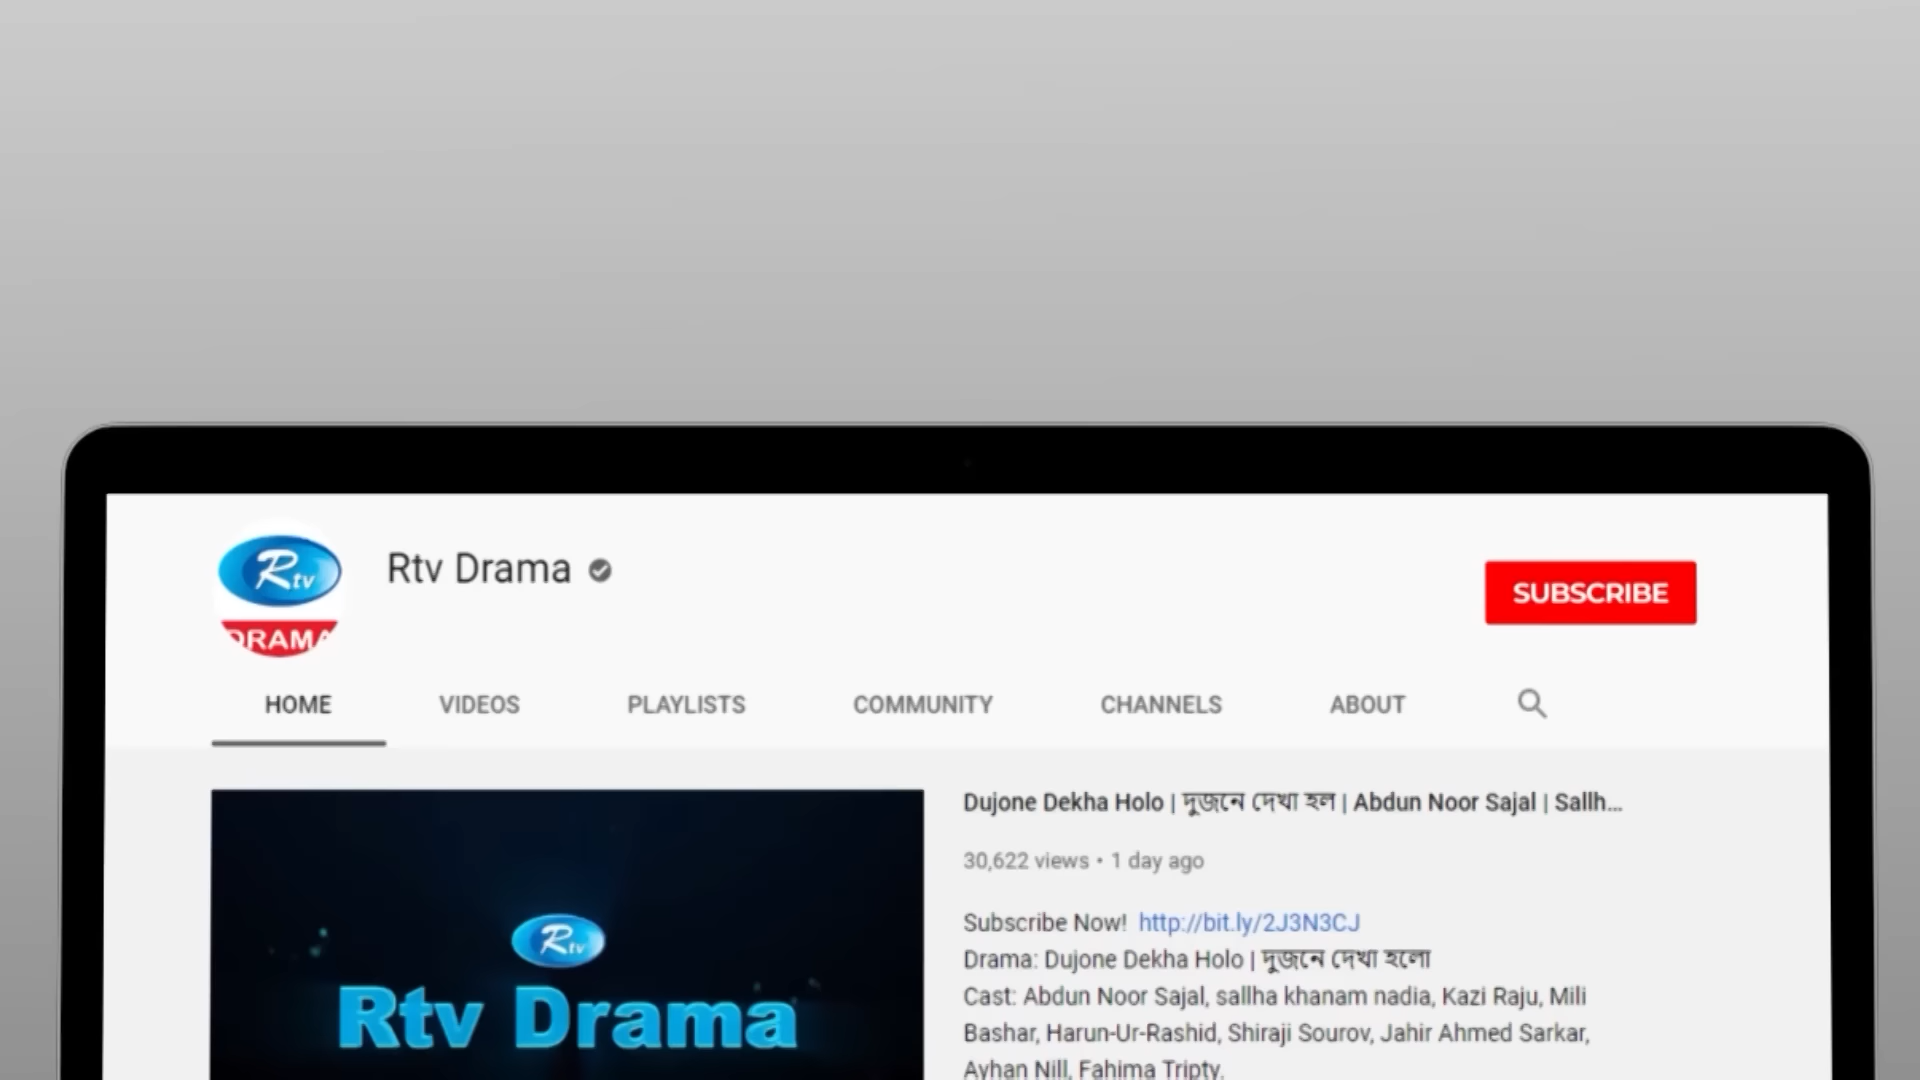 Rtv
DRAMA
Rtv Drama
SUBSCRIBE
HOME VIDEOS PLAYLISTS COMMUNITY CHANNELS ABOUT
Rtv
Rtv Drama
Dujone Dekha Holo | দুজনে দেখা হল | Abdun Noor Sajal | Sallh...
30,622 views • 1 day ago
Subscribe Now! http://bit.ly/2J3N3CJ
Drama: Dujone Dekha Holo | দুজনে দেখা হলো
Cast: Abdun Noor Sajal, sallha khanam nadia, Kazi Raju, Mili
Bashar, Harun-Ur-Rashid, Shiraji Sourov, Jahir Ahmed Sarkar,
Ayhan Nill, Fahima Tripty.